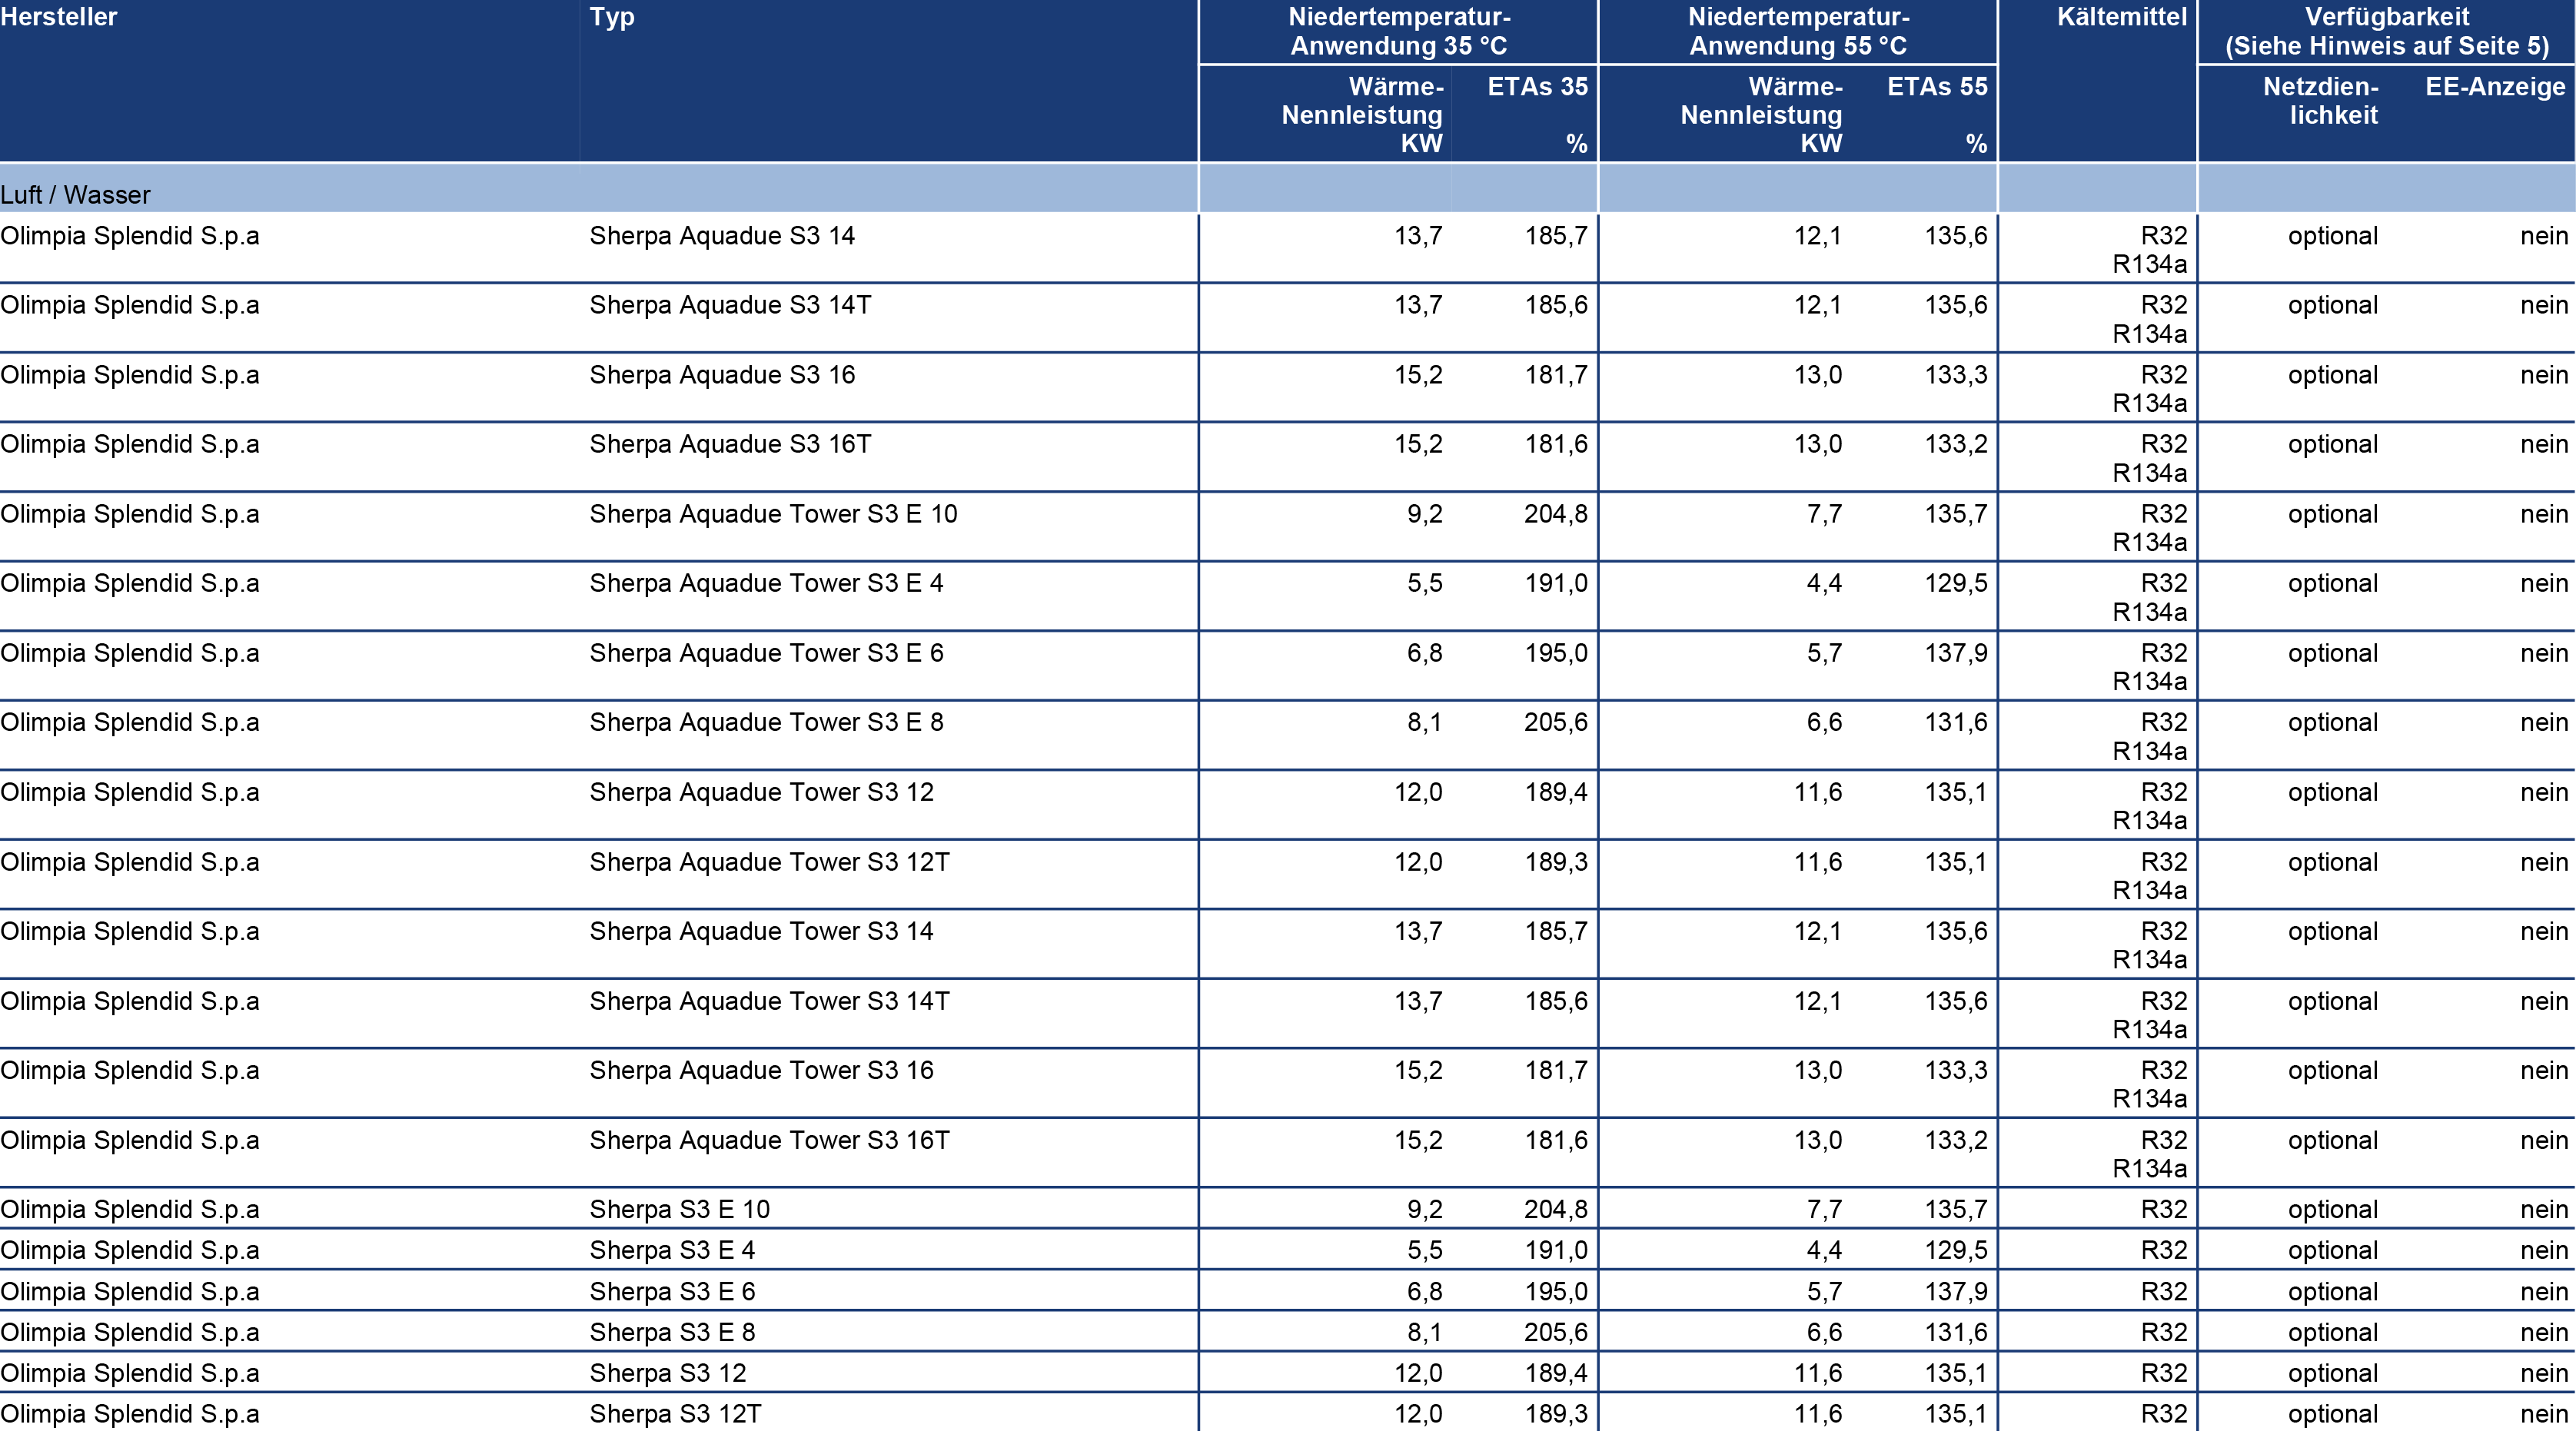 Hersteller Typ Niedertemperatur- Niedertemperatur- Kältemittel Verfügbarkeit
Anwendung 35 °C Anwendung 55 °C (Siehe Hinweis auf Seite 5)
Wärme- ETAs 35 Wärme- ETAs 55 Netzdien- EE-Anzeige
Nennleistung Nennleistung lichkeit
KW % KW %
Luft / Wasser
Olimpia Splendid S.p.a Sherpa Aquadue S3 14 13,7 185,7 12,1 135,6 R32 optional nein
R134a
Olimpia Splendid S.p.a Sherpa Aquadue S3 14T 13,7 185,6 12,1 135,6 R32 optional nein
R134a
Olimpia Splendid S.p.a Sherpa Aquadue S3 16 15,2 181,7 13,0 133,3 R32 optional nein
R134a
Olimpia Splendid S.p.a Sherpa Aquadue S3 16T 15,2 181,6 13,0 133,2 R32 optional nein
R134a
Olimpia Splendid S.p.a Sherpa Aquadue Tower S3 E 10 9,2 204,8 7,7 135,7 R32 optional nein
R134a
Olimpia Splendid S.p.a Sherpa Aquadue Tower S3 E 4 5,5 191,0 4,4 129,5 R32 optional nein
R134a
Olimpia Splendid S.p.a Sherpa Aquadue Tower S3 E 6 6,8 195,0 5,7 137,9 R32 optional nein
R134a
Olimpia Splendid S.p.a Sherpa Aquadue Tower S3 E 8 8,1 205,6 6,6 131,6 R32 optional nein
R134a
Olimpia Splendid S.p.a Sherpa Aquadue Tower S3 12 12,0 189,4 11,6 135,1 R32 optional nein
R134a
Olimpia Splendid S.p.a Sherpa Aquadue Tower S3 12T 12,0 189,3 11,6 135,1 R32 optional nein
R134a
Olimpia Splendid S.p.a Sherpa Aquadue Tower S3 14 13,7 185,7 12,1 135,6 R32 optional nein
R134a
Olimpia Splendid S.p.a Sherpa Aquadue Tower S3 14T 13,7 185,6 12,1 135,6 R32 optional nein
R134a
Olimpia Splendid S.p.a Sherpa Aquadue Tower S3 16 15,2 181,7 13,0 133,3 R32 optional nein
R134a
Olimpia Splendid S.p.a Sherpa Aquadue Tower S3 16T 15,2 181,6 13,0 133,2 R32 optional nein
R134a
Olimpia Splendid S.p.a Sherpa S3 E 10 9,2 204,8 7,7 135,7 R32 optional nein
Olimpia Splendid S.p.a Sherpa S3 E 4 5,5 191,0 4,4 129,5 R32 optional nein
Olimpia Splendid S.p.a Sherpa S3 E 6 6,8 195,0 5,7 137,9 R32 optional nein
Olimpia Splendid S.p.a Sherpa S3 E 8 8,1 205,6 6,6 131,6 R32 optional nein
Olimpia Splendid S.p.a Sherpa S3 12 12,0 189,4 11,6 135,1 R32 optional nein
Olimpia Splendid S.p.a Sherpa S3 12T 12,0 189,3 11,6 135,1 R32 optional nein